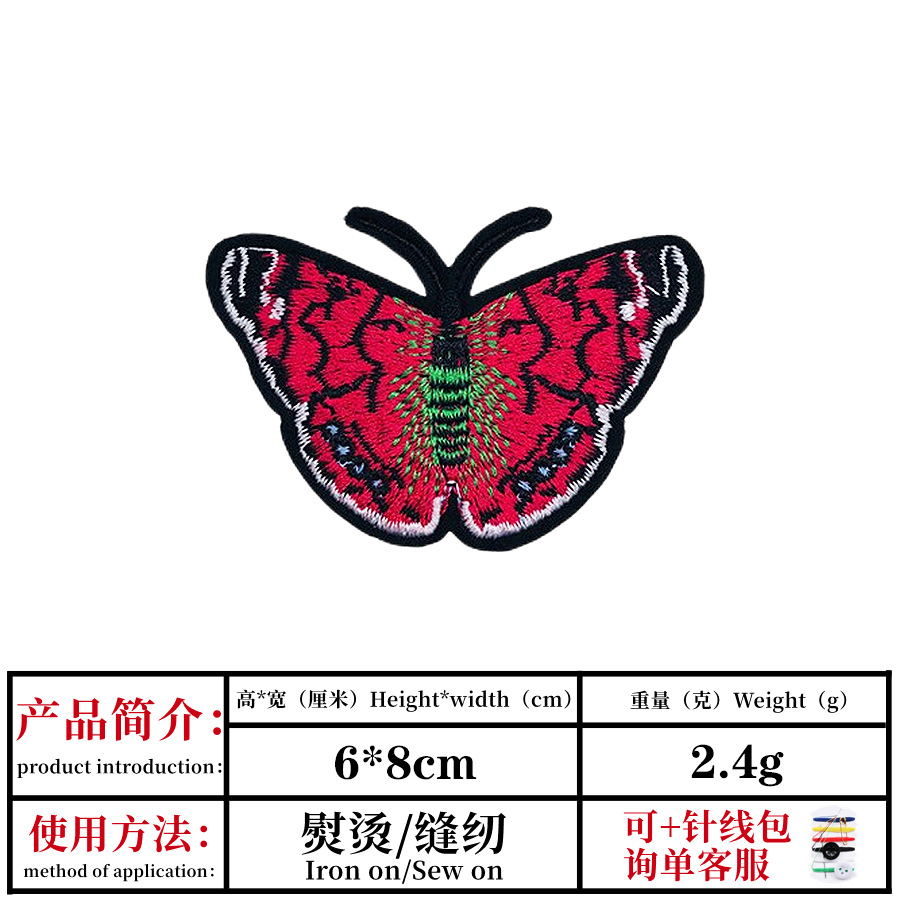 产品简介：
product introduction:
高*宽（厘米）Height*width（cm）
重量（克）Weight（g）
6*8cm
2.4g
使用方法：
method of application:
熨烫/缝纫
Iron on/Sew on
可+针线包
询单客服